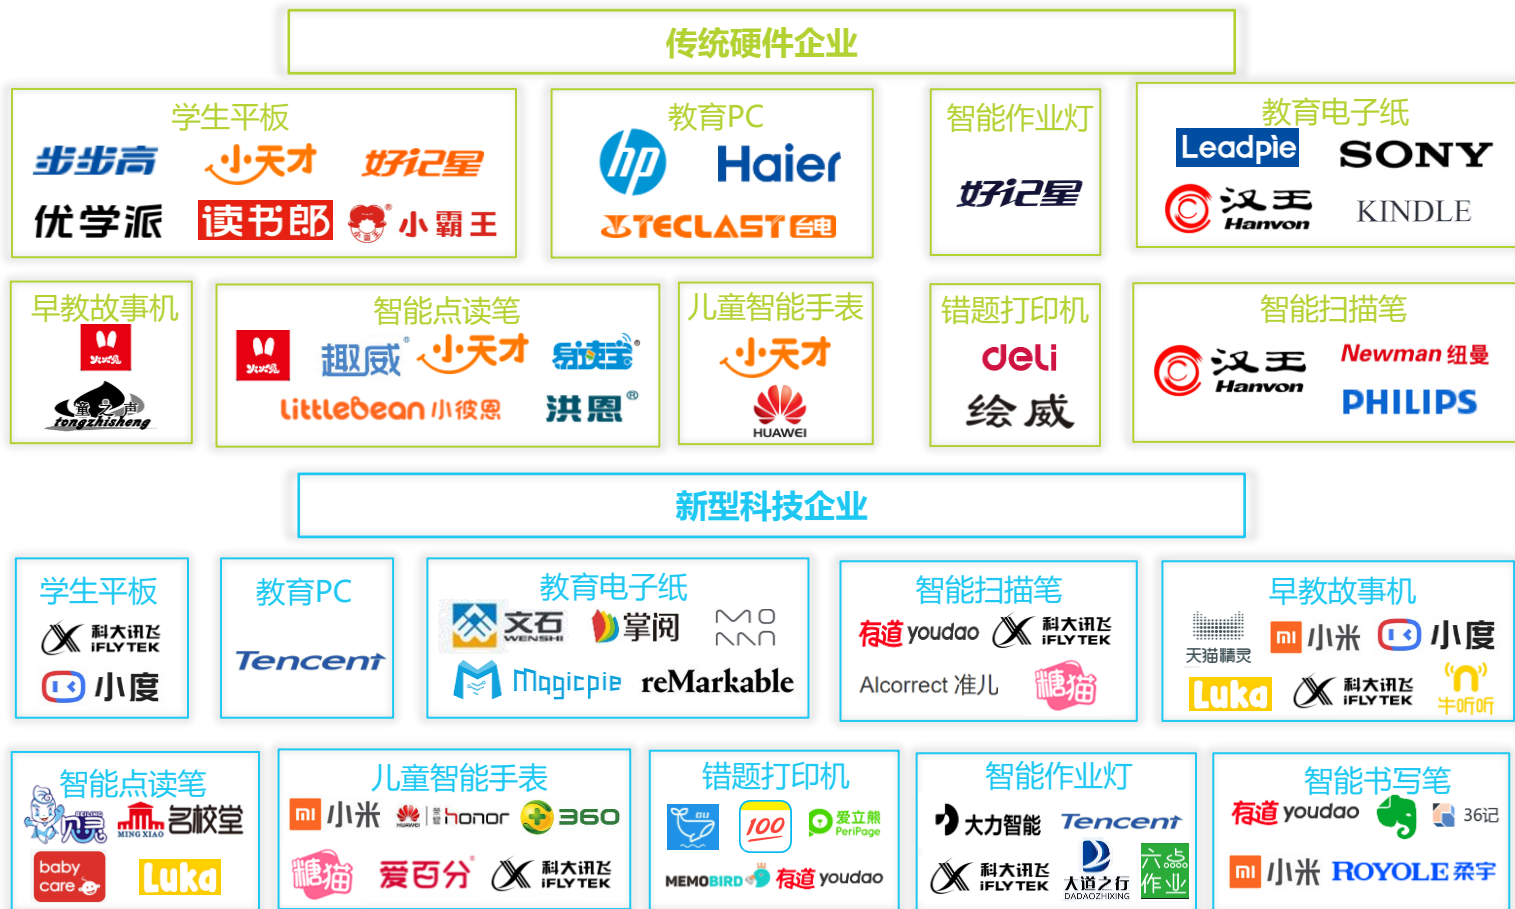 传统硬件企业
学生平板
步步高 小天才 好记星
优学派 读书郎 小霸王
教育PC
hp Haier
TECLAST 台电
智能作业灯
好记星
教育电子纸
Leadpie SONY
汉王 Hanvon KINDLE
早教故事机
火火兔
童之声
tongzhisheng
智能点读笔
火火兔 趣威 小天才 易读宝
LittleBean 小彼恩 洪恩
儿童智能手表
小天才
HUAWEI
错题打印机
deli
绘威
智能扫描笔
汉王 Hanvon Newman 纽曼
PHILIPS
新型科技企业
学生平板
科大讯飞 iFLYTEK
小度
教育PC
Tencent
教育电子纸
文石 WENSHI 掌阅
Magicpie reMarkable
智能扫描笔
有道 youdao 科大讯飞 iFLYTEK
AIcorrect 准儿 糖猫
早教故事机
天猫精灵 小米 小度
Luka 科大讯飞 iFLYTEK 牛听听
智能点读笔
贝灵 BEILING MING XIAO 名校堂
baby care Luka
儿童智能手表
小米 HUAWEI 荣耀 honor 360
糖猫 爱百分 科大讯飞 iFLYTEK
错题打印机
100 爱立熊 PeriPage
MEMOBIRD 有道 youdao
智能作业灯
大力智能 Tencent
科大讯飞 iFLYTEK 大道之行 DADAOZHIXING 六点作业
智能书写笔
有道 youdao 36记
小米 ROYOLE 柔宇